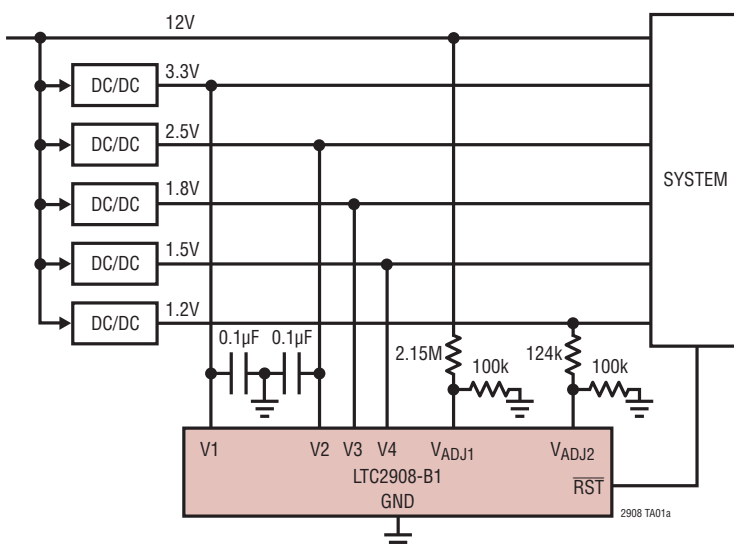 12V
DC/DC 3.3V
DC/DC 2.5V
DC/DC 1.8V
DC/DC 1.5V
DC/DC 1.2V
SYSTEM
0.1µF 0.1µF
2.15M 100k 124k 100k
V1 V2 V3 V4 VADJ1 VADJ2
LTC2908-B1
RST
GND
2908 TA01a